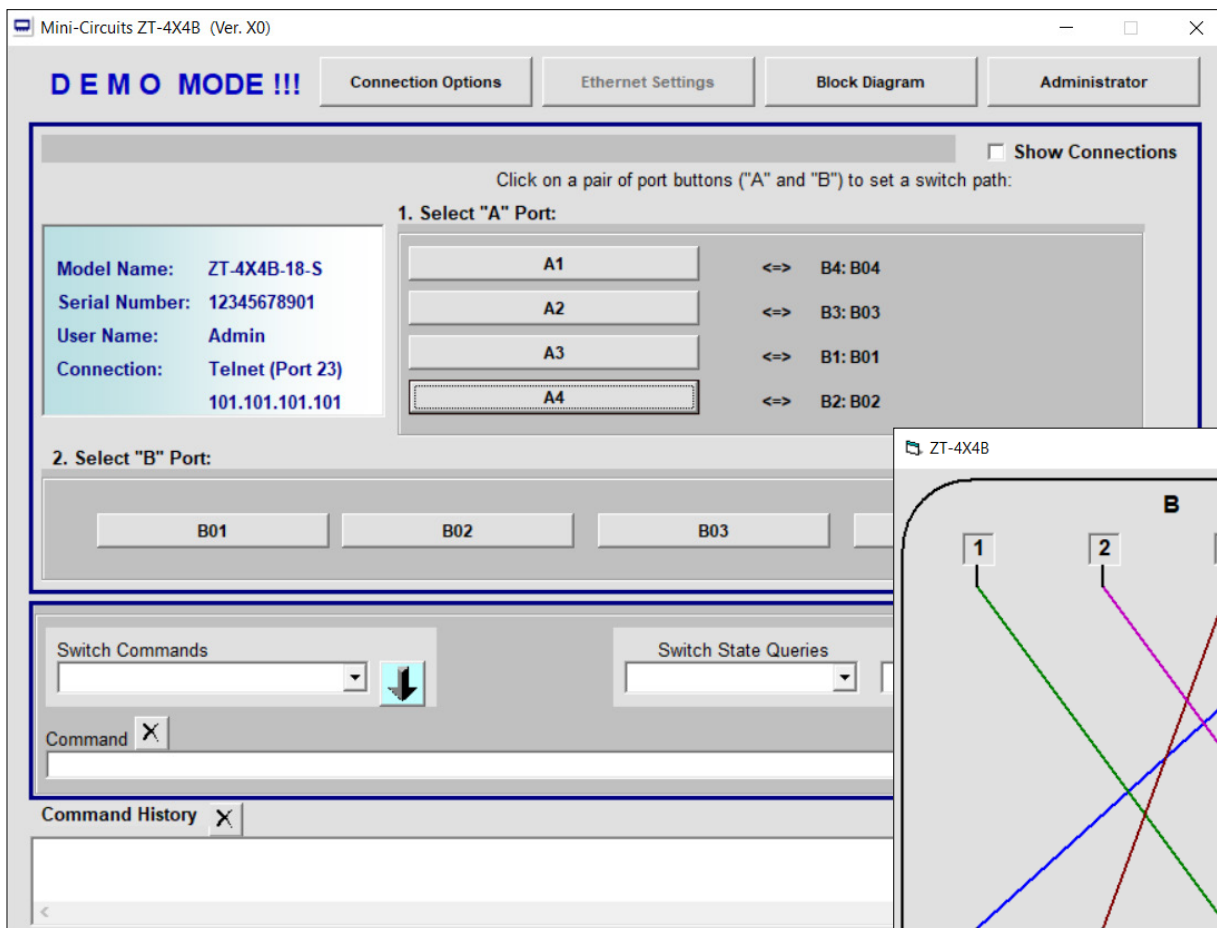 Mini-Circuits ZT-4X4B (Ver. X0)
D E M O MODE !!!
Connection Options
Ethernet Settings
Block Diagram
Administrator
Show Connections
Click on a pair of port buttons ("A" and "B") to set a switch path:
1. Select "A" Port:
Model Name: ZT-4X4B-18-S
Serial Number: 12345678901
User Name: Admin
Connection: Telnet (Port 23)
101.101.101.101
A1 <=> B4: B04
A2 <=> B3: B03
A3 <=> B1: B01
A4 <=> B2: B02
2. Select "B" Port:
B01
B02
B03
ZT-4X4B
B
1
2
Switch Commands
Switch State Queries
Command
Command History